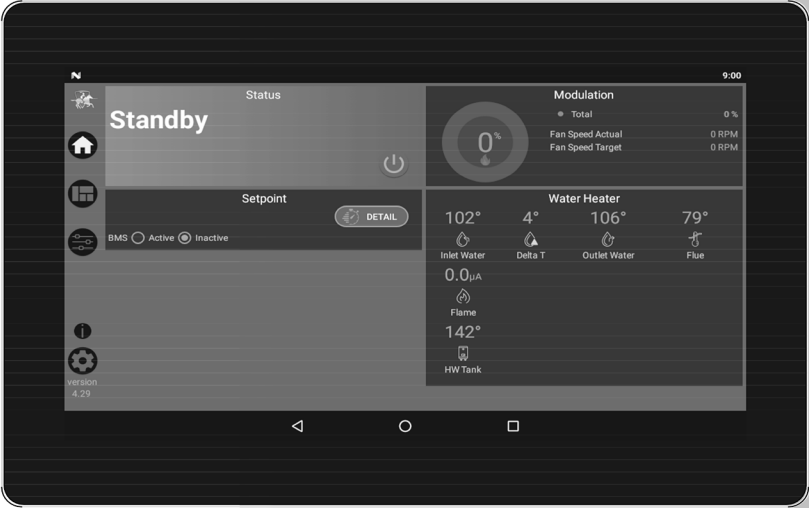 9:00
Status
Standby
Modulation
Total 0 %
0%
Fan Speed Actual 0 RPM
Fan Speed Target 0 RPM
Setpoint
DETAIL
BMS Active Inactive
Water Heater
102° 4° 106° 79°
Inlet Water Delta T Outlet Water Flue
0.0µA
Flame
142°
HW Tank
version
4.29